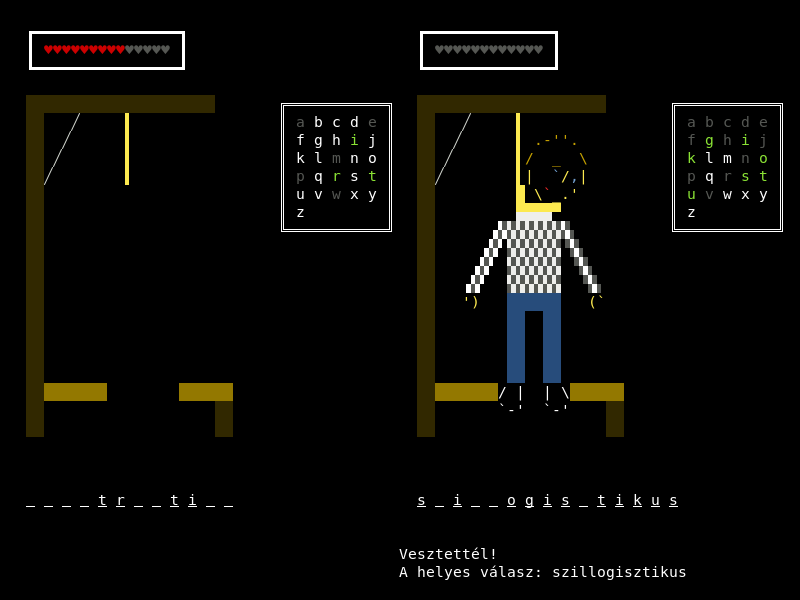 a b c d e
f g h i j
k l m n o
p q r s t
u v w x y
z
a b c d e
f g h i j
k l m n o
p q r s t
u v w x y
z
_ _ _ _ t r _ _ t i _ _
s _ i _ _ o g i s _ t i k u s
Vesztettél!
A helyes válasz: szillogisztikus